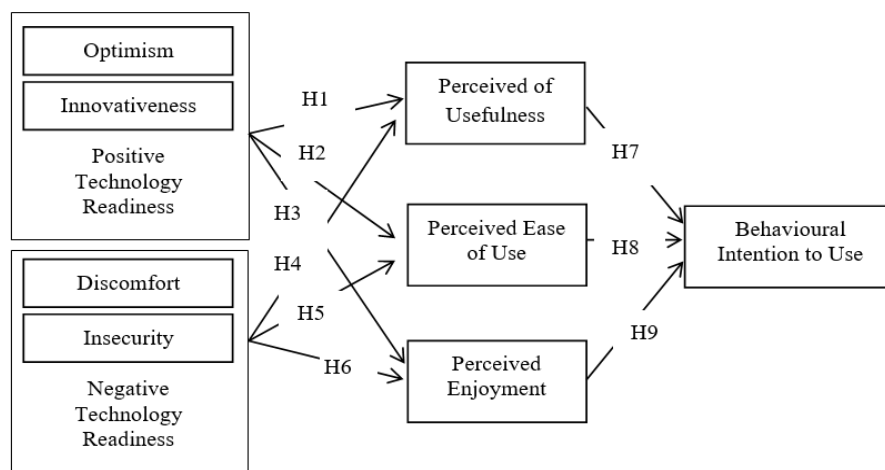 Optimism
Innovativeness
Positive
Technology
Readiness
Discomfort
Insecurity
Negative
Technology
Readiness
H1
H2
H3
H4
H5
H6
Perceived of
Usefulness
Perceived Ease
of Use
Perceived
Enjoyment
H7
H8
H9
Behavioural
Intention to Use